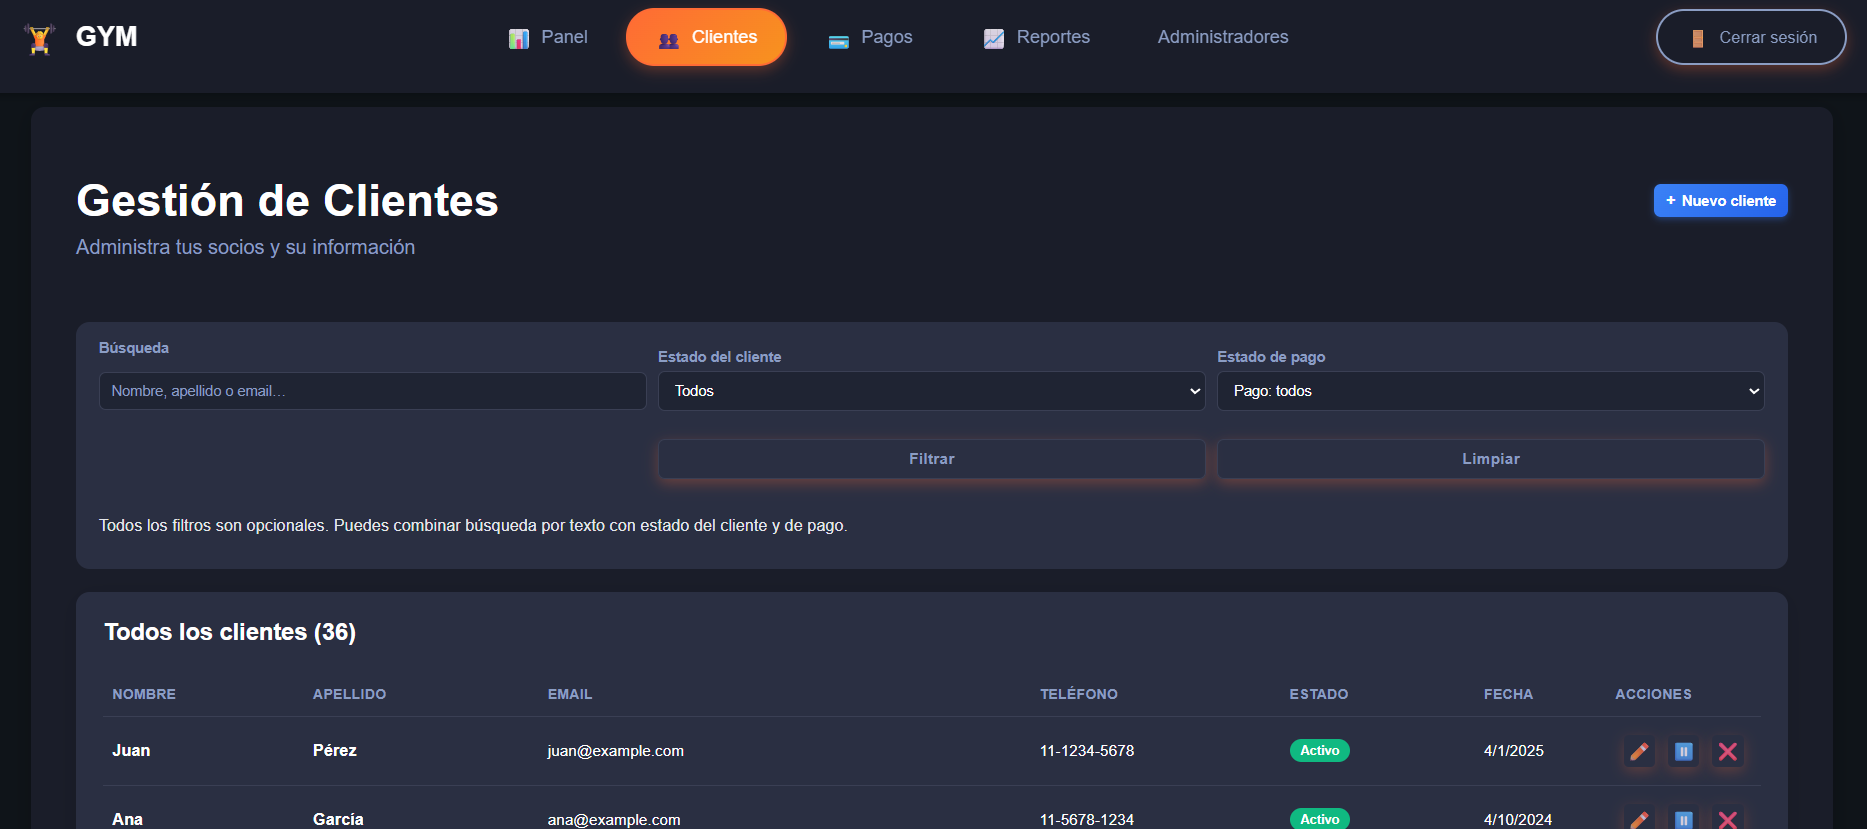 GYM
Panel
Clientes
Pagos
Reportes
Administradores
Cerrar sesión
Gestión de Clientes
+ Nuevo cliente
Administra tus socios y su información
Búsqueda
Estado del cliente
Estado de pago
Nombre, apellido o email…
Todos
Pago: todos
Filtrar
Limpiar
Todos los filtros son opcionales. Puedes combinar búsqueda por texto con estado del cliente y de pago.
Todos los clientes (36)
NOMBRE APELLIDO EMAIL TELÉFONO ESTADO FECHA ACCIONES
Juan Pérez juan@example.com 11-1234-5678 Activo 4/1/2025
Ana García ana@example.com 11-5678-1234 Activo 4/10/2024